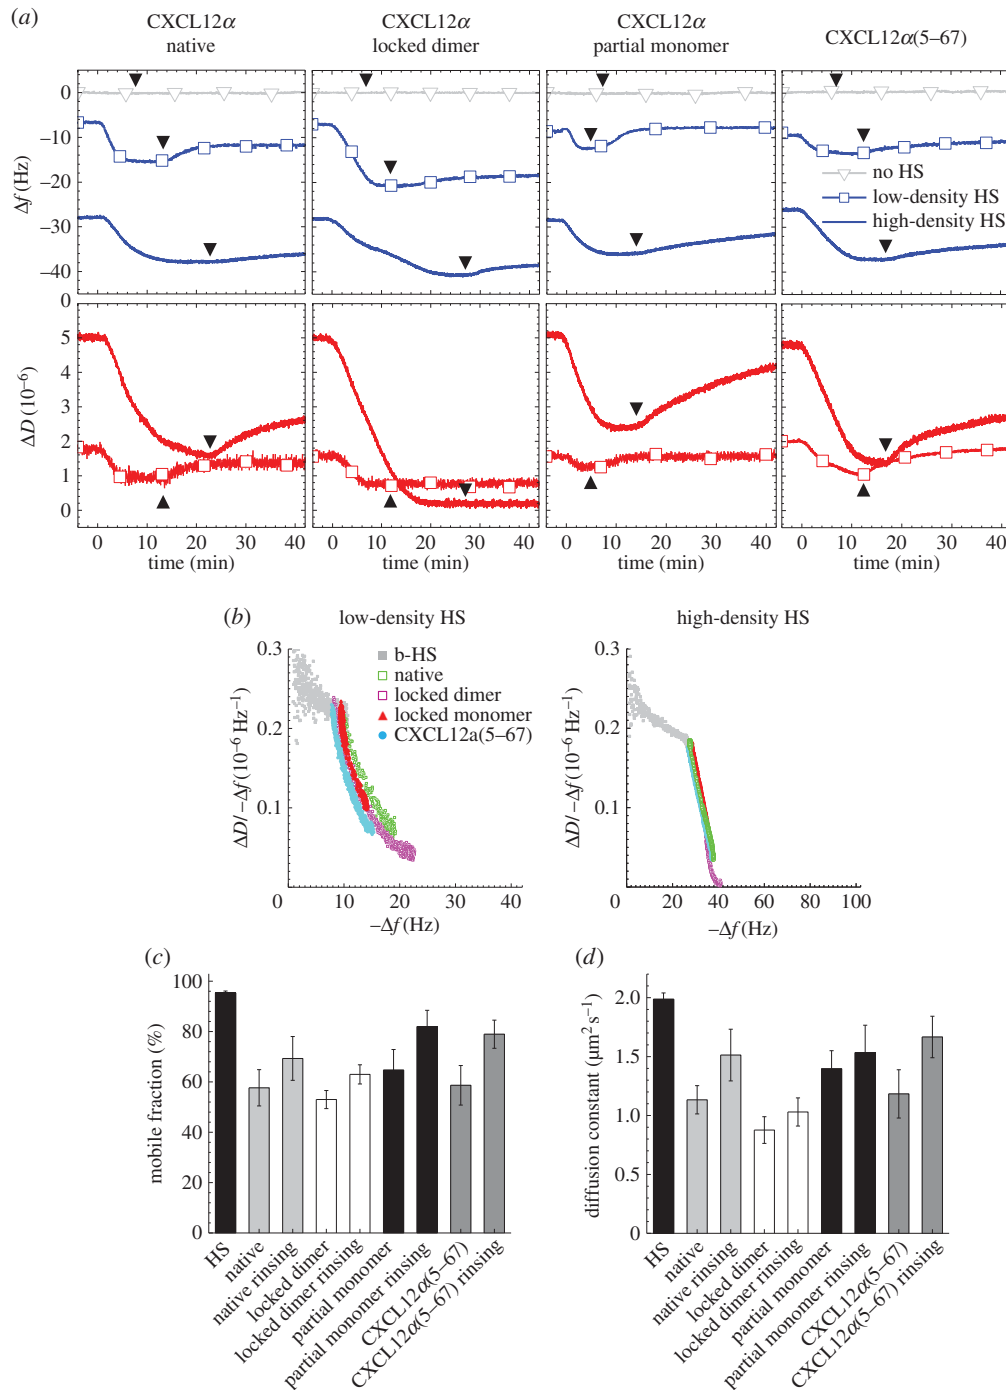 (a)
CXCL12α
native
CXCL12α
locked dimer
CXCL12α
partial monomer
CXCL12α(5–67)
Δf (Hz)
0
−10
−20
−30
−40
0
no HS
low-density HS
high-density HS
ΔD (10−6)
5
4
3
2
1
0
0 10 20 30 40
0 10 20 30 40
0 10 20 30 40
0 10 20 30 40
time (min)
time (min)
time (min)
time (min)
(b)
low-density HS
high-density HS
ΔD/−Δf (10−6 Hz−1)
0.3
0.2
0.1
0 10 20 30 40
−Δf (Hz)
b-HS
native
locked dimer
locked monomer
CXCL12a(5–67)
ΔD/−Δf (10−6 Hz−1)
0.3
0.2
0.1
0 20 40 60 80 100
−Δf (Hz)
(c)
mobile fraction (%)
100
80
60
40
20
0
HS
native
native rinsing
locked dimer
locked dimer rinsing
partial monomer
partial monomer rinsing
CXCL12α(5–67)
CXCL12α(5–67) rinsing
(d)
diffusion constant (μm2 s−1)
2.0
1.5
1.0
0.5
0
HS
native
native rinsing
locked dimer
locked dimer rinsing
partial monomer
partial monomer rinsing
CXCL12α(5–67)
CXCL12α(5–67) rinsing